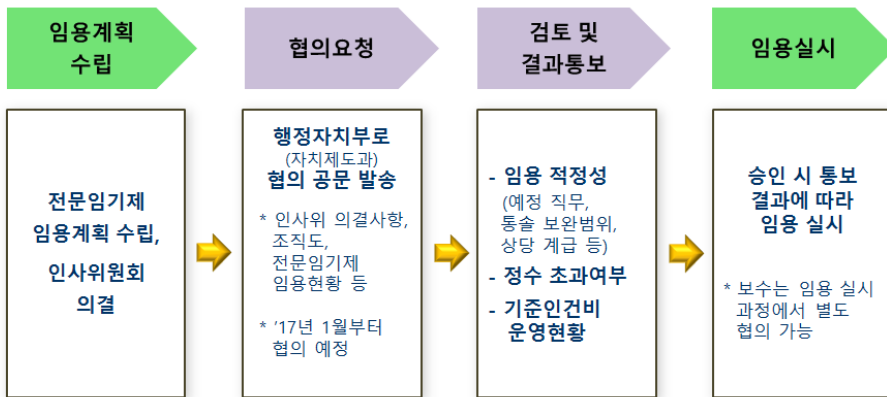 임용계획
수립
협의요청
검토 및
결과통보
임용실시
전문임기제
임용계획 수립,
인사위원회
의결
행정자치부로
(자치제도과)
협의 공문 발송
* 인사위 의결사항,
조직도,
전문임기제
임용현황 등
* '17년 1월부터
협의 예정
- 임용 적정성
(예정 직무,
통솔 보완범위,
상당 계급 등)
- 정수 초과여부
- 기준인건비
운영현황
승인 시 통보
결과에 따라
임용 실시
* 보수는 임용 실시
과정에서 별도
협의 가능